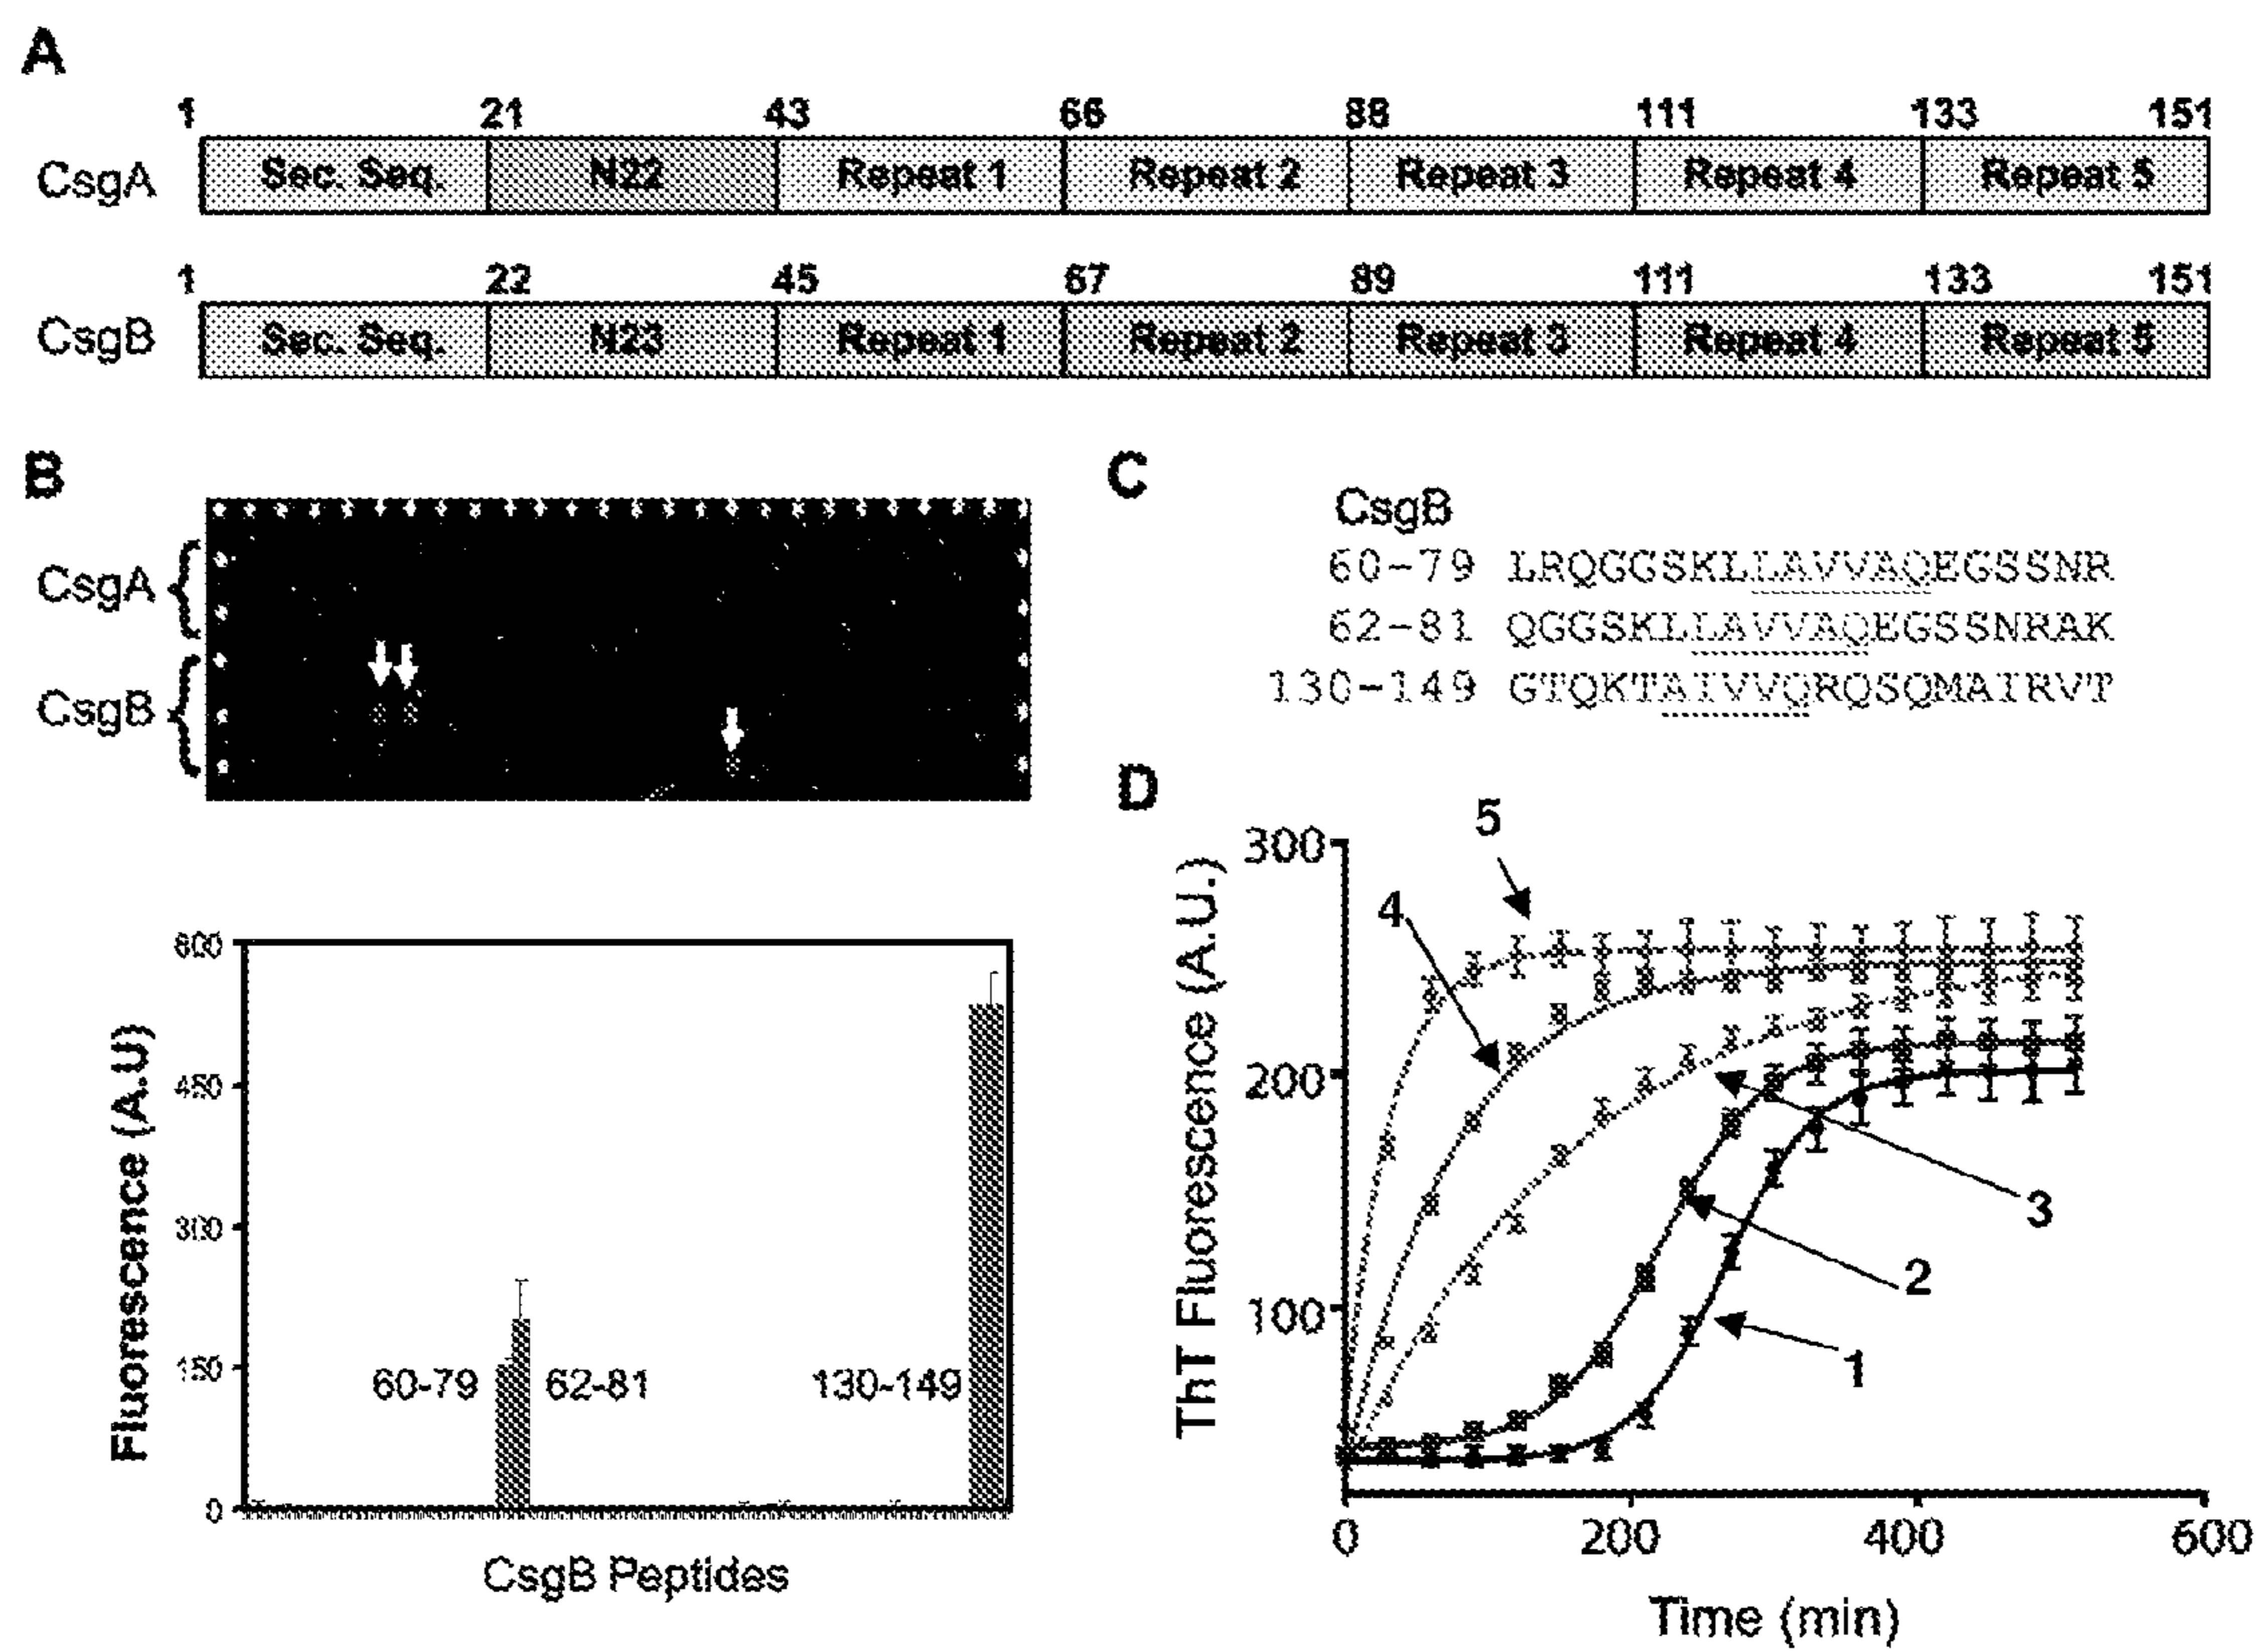 A
1 21 43 66 88 111 133 151
CsgA Sec. Seq. N22 Repeat 1 Repeat 2 Repeat 3 Repeat 4 Repeat 5
1 22 45 67 89 111 133 151
CsgB Sec. Seq. N23 Repeat 1 Repeat 2 Repeat 3 Repeat 4 Repeat 5
B
CsgA
CsgB
600
450
300
150
0
Fluorescence (A.U)
60-79
62-81
130-149
CsgB Peptides
C
CsgB
60-79 LRQGGSKLLAVVAQEGSSNR
62-81 QGGSKLLAVVAQEGSSNRAK
130-149 GTQKTAIVVQRQSQMAIRVT
D
300
200
100
ThT Fluorescence (A.U.)
5
4
3
2
1
0 200 400 600
Time (min)